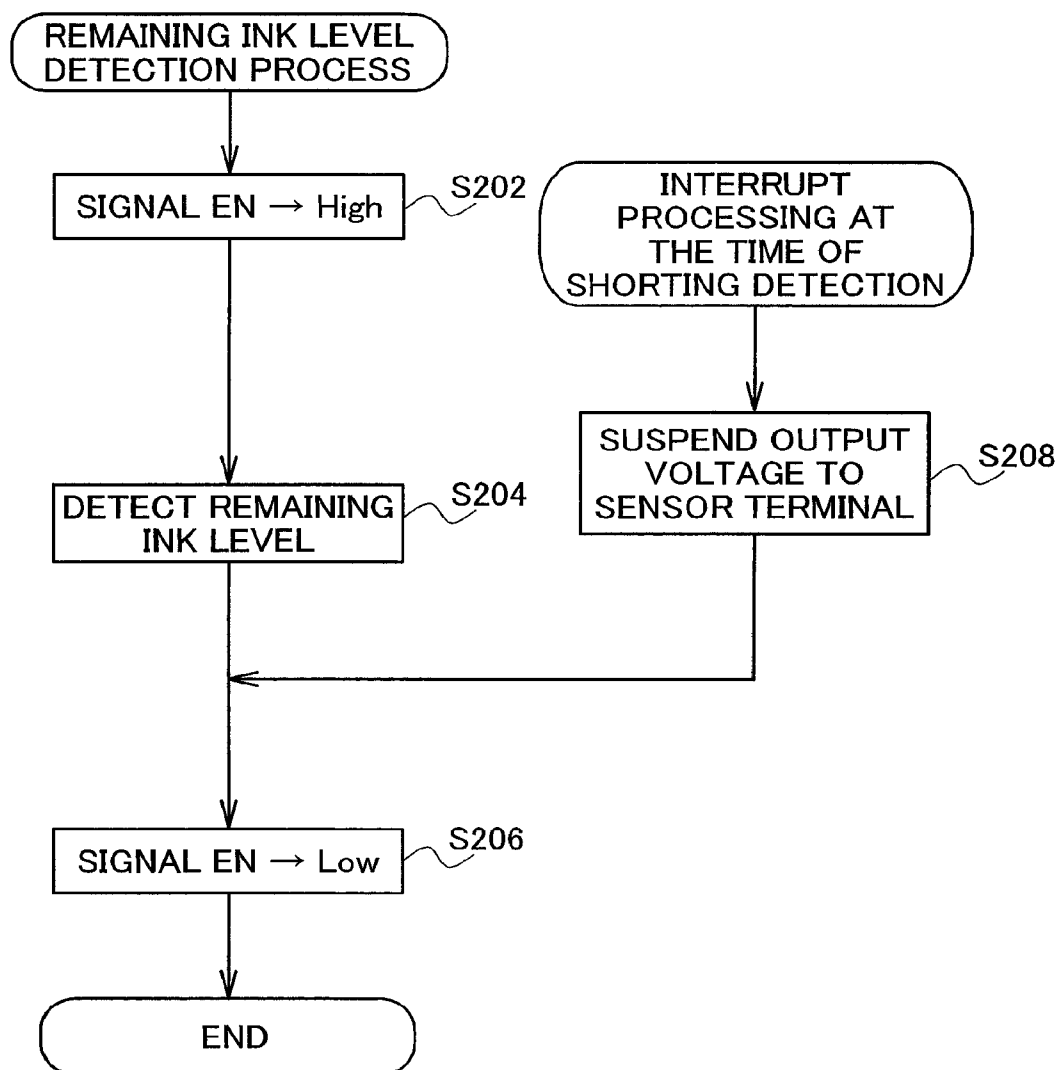 REMAINING INK LEVEL
DETECTION PROCESS
SIGNAL EN → High
S202
INTERRUPT
PROCESSING AT
THE TIME OF
SHORTING DETECTION
SUSPEND OUTPUT
VOLTAGE TO
SENSOR TERMINAL
S208
DETECT REMAINING
INK LEVEL
S204
SIGNAL EN → Low
S206
END